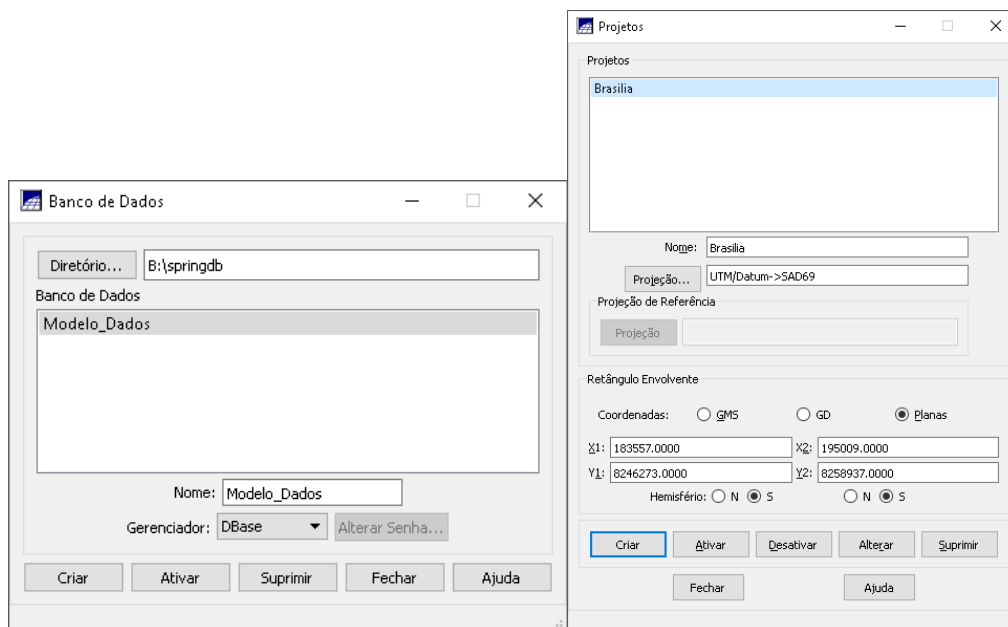 Banco de Dados
Diretório... B:\springdb
Banco de Dados
Modelo_Dados
Nome: Modelo_Dados
Gerenciador: DBase Alterar Senha...
Criar Ativar Suprimir Fechar Ajuda
Projetos
Projetos
Brasilia
Nome: Brasilia
Projeção... UTM/Datum->SAD69
Projeção de Referência
Projeção
Retângulo Envolvente
Coordenadas: GMS GD Planas
X1: 183557.0000 X2: 195009.0000
Y1: 8246273.0000 Y2: 8258937.0000
Hemisfério: N S N S
Criar Ativar Desativar Alterar Suprimir
Fechar Ajuda